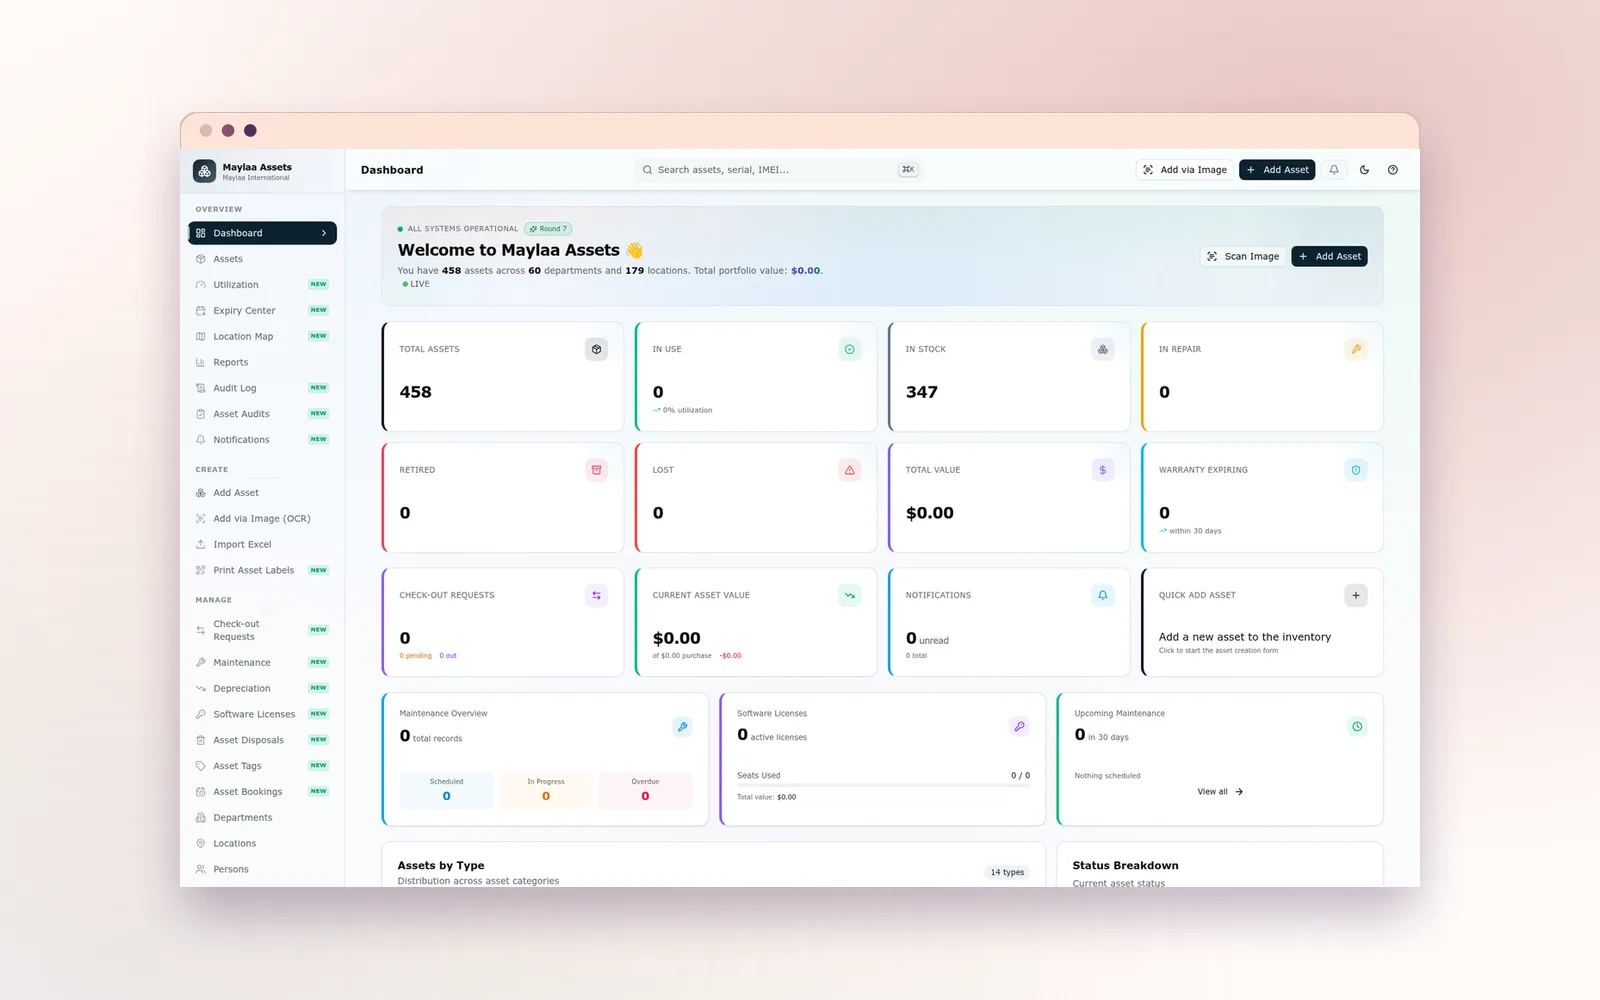 Maylaa Assets
Maylaa International
Dashboard
Search assets, serial, IMEI...
⌘K
Add via Image
+ Add Asset
OVERVIEW
Dashboard
Assets
Utilization NEW
Expiry Center NEW
Location Map NEW
Reports
Audit Log NEW
Asset Audits NEW
Notifications NEW
CREATE
Add Asset
Add via Image (OCR)
Import Excel
Print Asset Labels NEW
MANAGE
Check-out
Requests NEW
Maintenance NEW
Depreciation NEW
Software Licenses NEW
Asset Disposals NEW
Asset Tags NEW
Asset Bookings NEW
Departments
Locations
Persons
ALL SYSTEMS OPERATIONAL Round 7
Welcome to Maylaa Assets 👋
You have 458 assets across 60 departments and 179 locations. Total portfolio value: $0.00.
LIVE
Scan Image
+ Add Asset
TOTAL ASSETS
458
IN USE
0
0% utilization
IN STOCK
347
IN REPAIR
0
RETIRED
0
LOST
0
TOTAL VALUE
$0.00
WARRANTY EXPIRING
0
within 30 days
CHECK-OUT REQUESTS
0
0 pending 0 out
CURRENT ASSET VALUE
$0.00
of $0.00 purchase -$0.00
NOTIFICATIONS
0 unread
0 total
QUICK ADD ASSET
Add a new asset to the inventory
Click to start the asset creation form
Maintenance Overview
0 total records
Scheduled
0
In Progress
0
Overdue
0
Software Licenses
0 active licenses
Seats Used 0 / 0
Total value: $0.00
Upcoming Maintenance
0 in 30 days
Nothing scheduled
View all →
Assets by Type
Distribution across asset categories
14 types
Status Breakdown
Current asset status